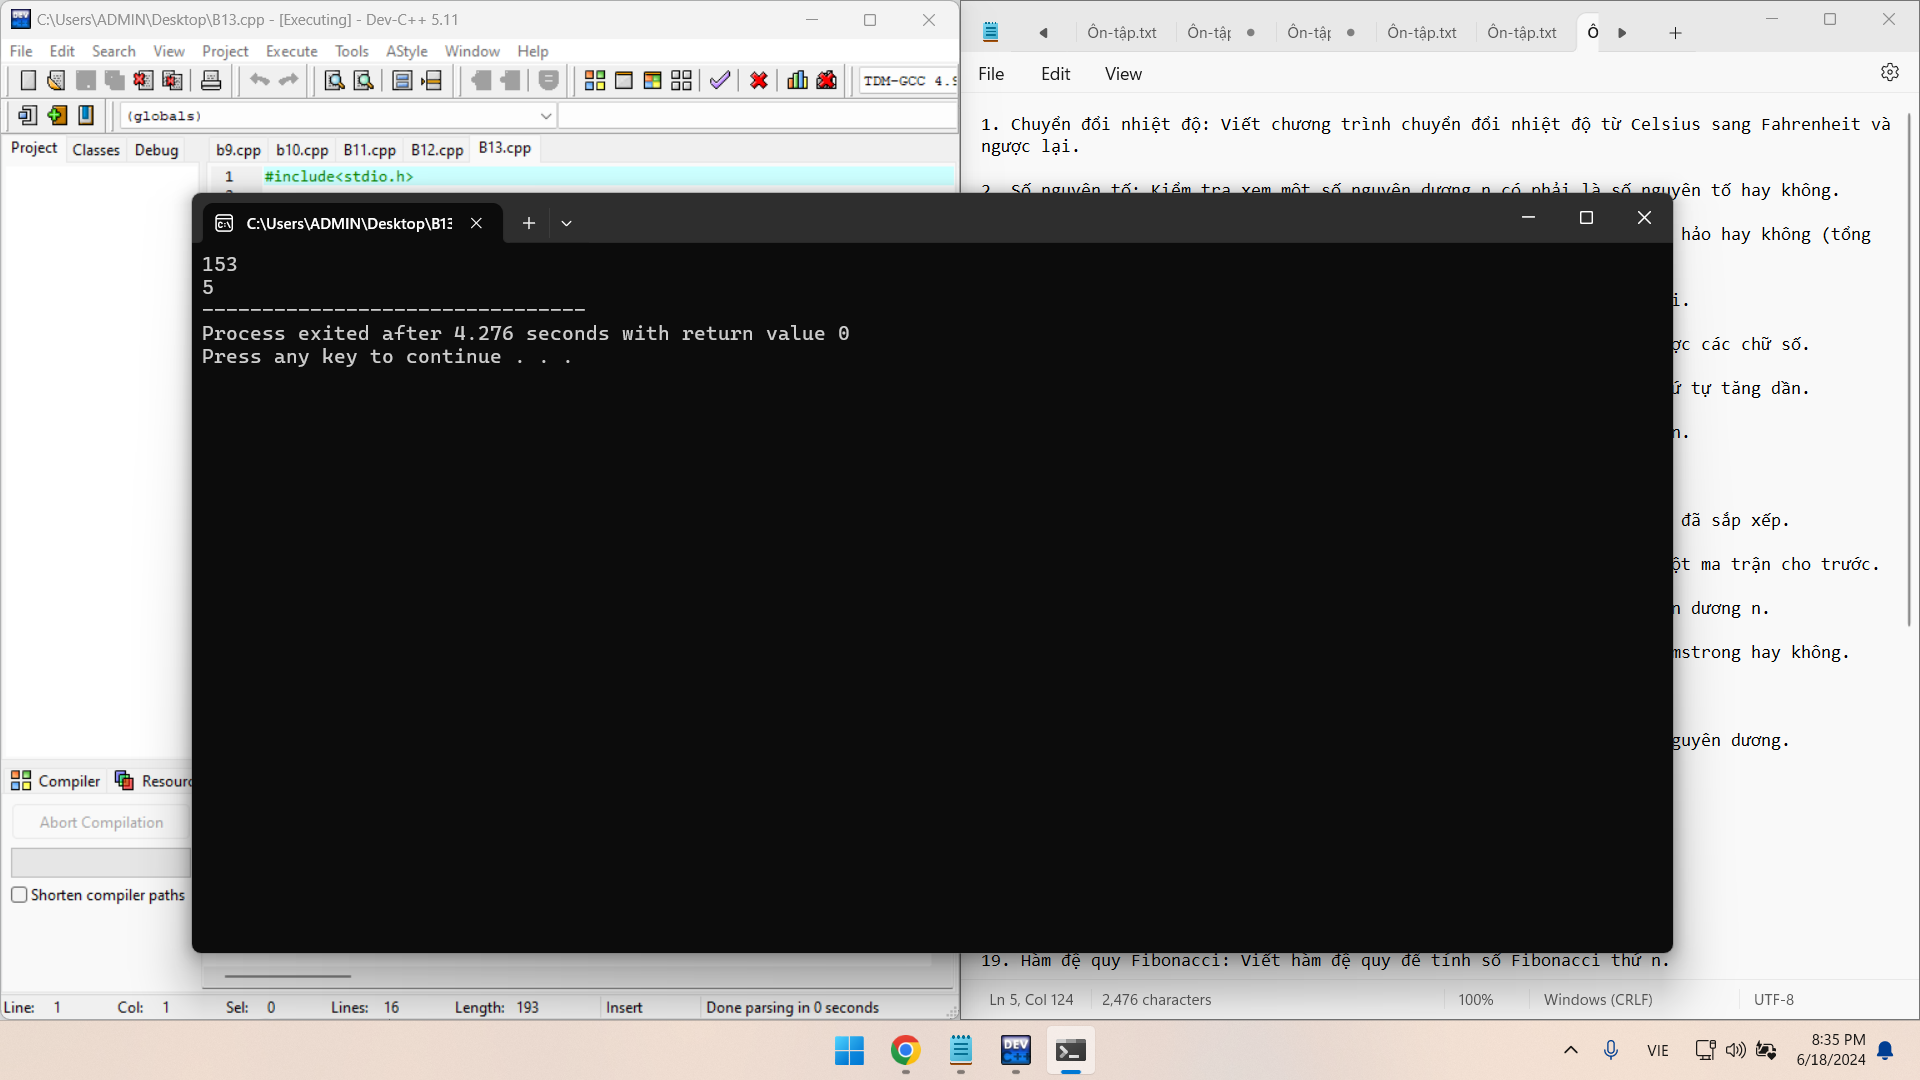 C:\Users\ADMIN\Desktop\B13.cpp - [Executing] - Dev-C++ 5.11
File Edit Search View Project Execute Tools AStyle Window Help
TDM-GCC 4.9
(globals)
Project Classes Debug
b9.cpp b10.cpp B11.cpp B12.cpp B13.cpp
1 #include<stdio.h>
C:\Users\ADMIN\Desktop\B13
153
5
--------------------------------
Process exited after 4.276 seconds with return value 0
Press any key to continue . . .
Compiler Resourc
Abort Compilation
Shorten compiler paths
Line: 1 Col: 1 Sel: 0 Lines: 16 Length: 193 Insert Done parsing in 0 seconds
Ôn-tập.txt Ôn-tập Ôn-tập Ôn-tập.txt Ôn-tập.txt Ô
File Edit View
1. Chuyển đổi nhiệt độ: Viết chương trình chuyển đổi nhiệt độ từ Celsius sang Fahrenheit và
ngược lại.
2. Số nguyên tố: Kiểm tra xem một số nguyên dương n có phải là số nguyên tố hay không.
hảo hay không (tổng
i.
ợc các chữ số.
ứ tự tăng dần.
n.
đã sắp xếp.
ột ma trận cho trước.
n dương n.
mstrong hay không.
guyên dương.
19. Hàm đệ quy Fibonacci: Viết hàm đệ quy để tính số Fibonacci thứ n.
Ln 5, Col 124 2,476 characters 100% Windows (CRLF) UTF-8
DEV
VIE
8:35 PM
6/18/2024